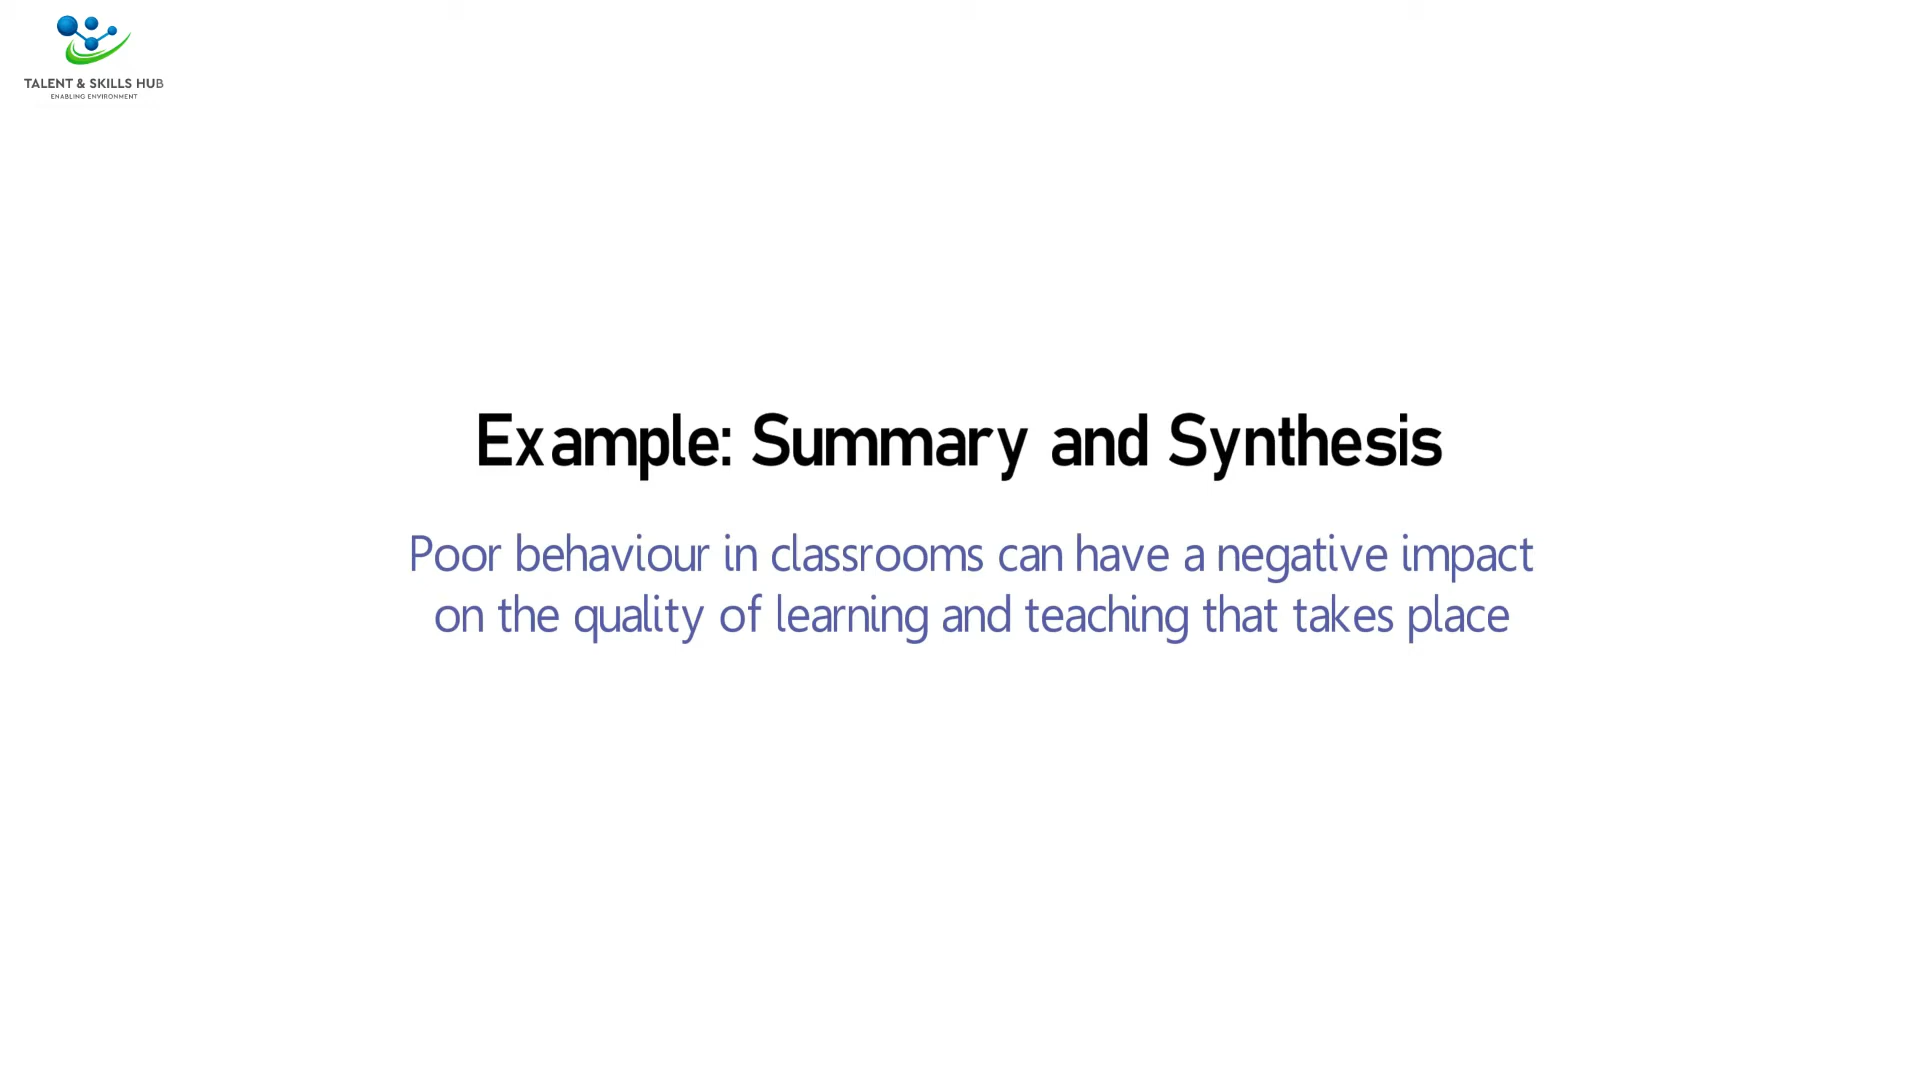 TALENT & SKILLS HUB
ENABLING ENVIRONMENT
Example: Summary and Synthesis
Poor behaviour in classrooms can have a negative impact
on the quality of learning and teaching that takes place